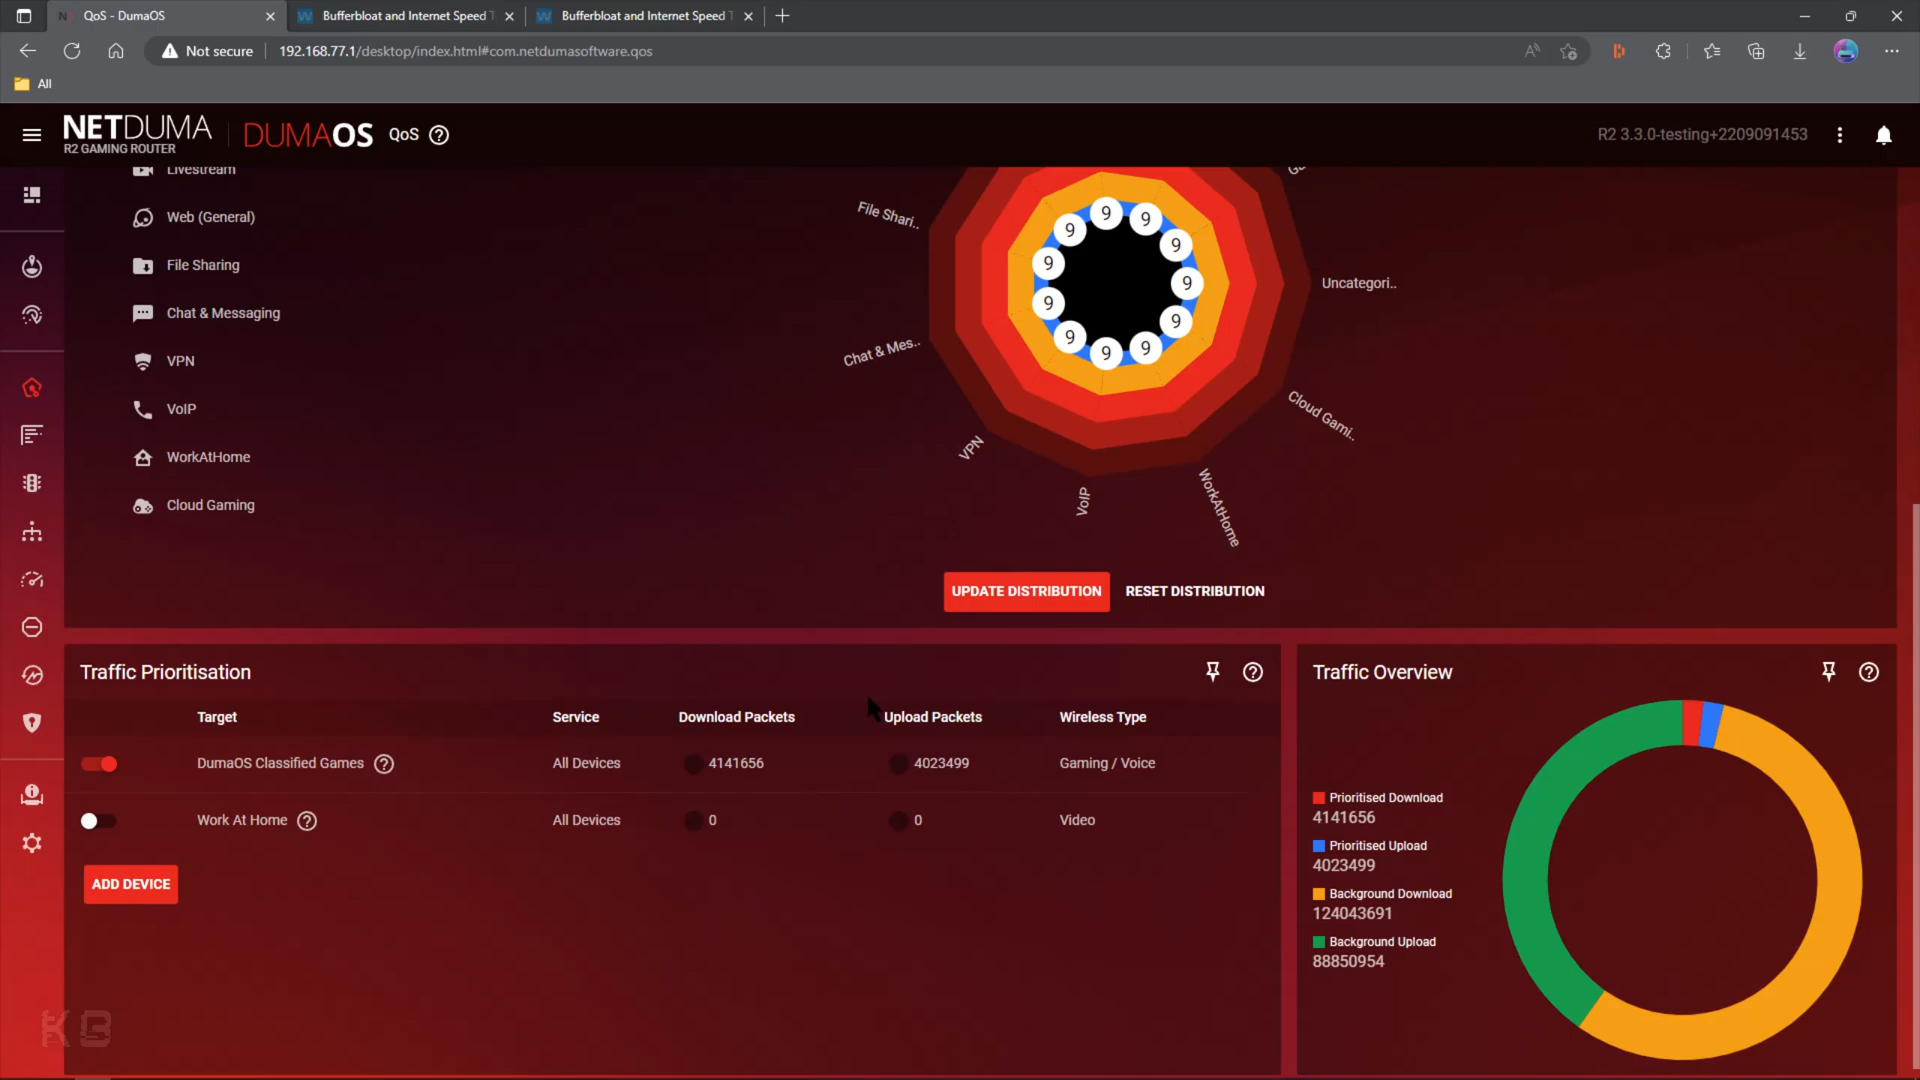 QoS - DumaOS
Bufferbloat and Internet Speed T
Bufferbloat and Internet Speed T
Not secure
192.168.77.1/desktop/index.html#com.netdumasoftware.qos
All
NETDUMA
R2 GAMING ROUTER
DUMAOS
QoS
R2 3.3.0-testing+2209091453
Livestream
Web (General)
File Sharing
Chat & Messaging
VPN
VoIP
WorkAtHome
Cloud Gaming
File Shari..
Chat & Mes..
VPN
VoIP
WorkAtHome
Cloud Gami..
Uncategori..
9
9
9
9
9
9
9
9
9
9
9
UPDATE DISTRIBUTION
RESET DISTRIBUTION
Traffic Prioritisation
Target Service Download Packets Upload Packets Wireless Type
DumaOS Classified Games All Devices 4141656 4023499 Gaming / Voice
Work At Home All Devices 0 0 Video
ADD DEVICE
Traffic Overview
Prioritised Download
4141656
Prioritised Upload
4023499
Background Download
124043691
Background Upload
88850954
KB